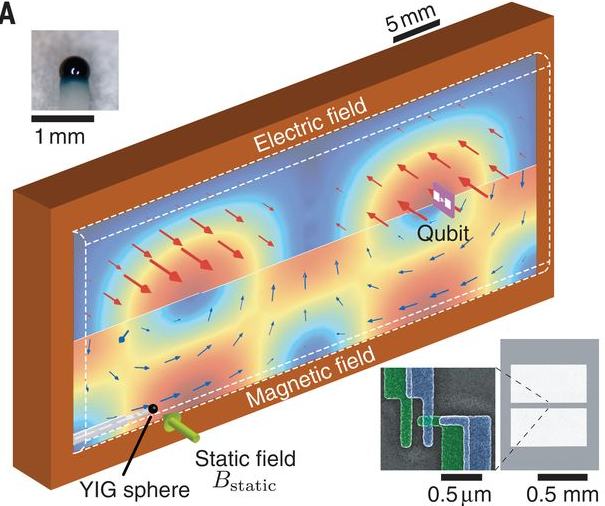 A
5 mm
1 mm
Electric field
Qubit
Magnetic field
Static field
B_static
YIG sphere
0.5 μm
0.5 mm